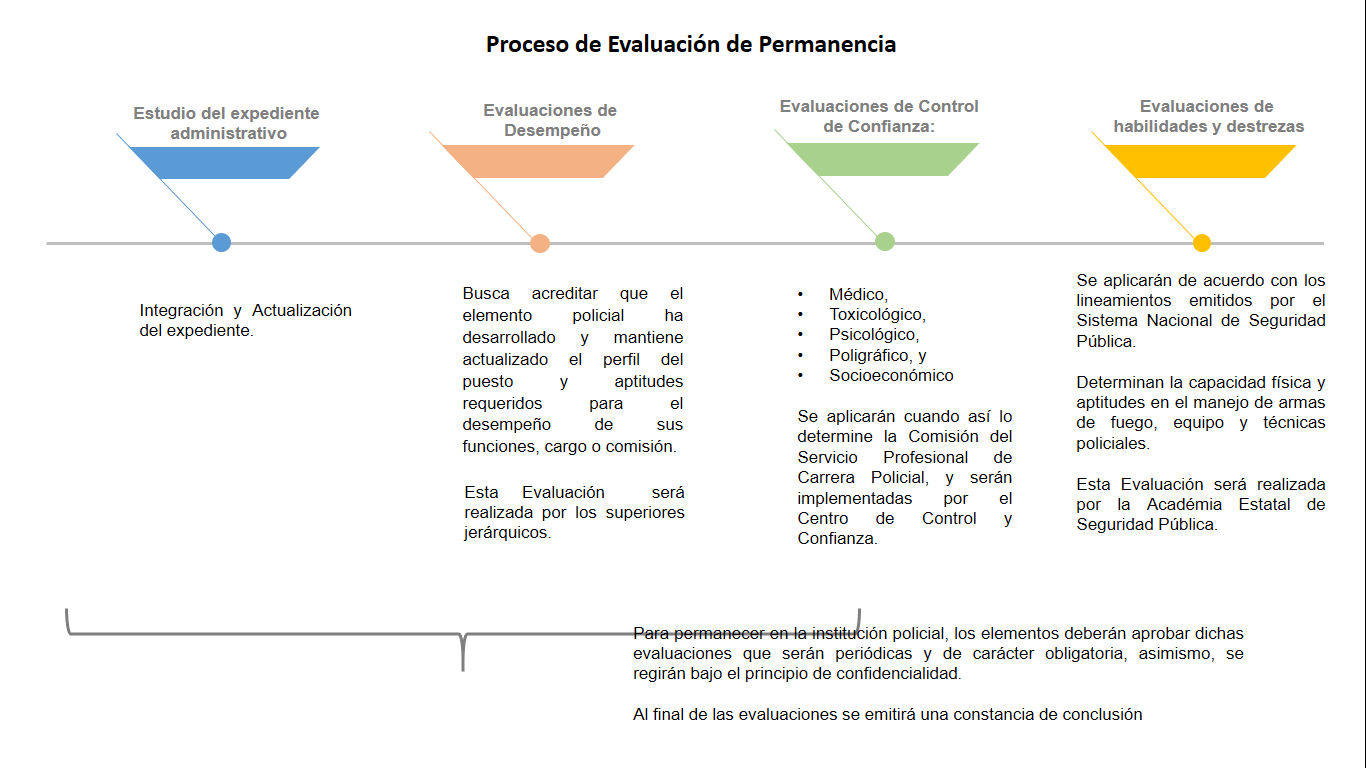 Proceso de Evaluación de Permanencia
Estudio del expediente
administrativo
Evaluaciones de
Desempeño
Evaluaciones de Control
de Confianza:
Evaluaciones de
habilidades y destrezas
Integración y Actualización
del expediente.
Busca acreditar que el
elemento policial ha
desarrollado y mantiene
actualizado el perfil del
puesto y aptitudes
requeridos para el
desempeño de sus
funciones, cargo o comisión.
Esta Evaluación será
realizada por los superiores
jerárquicos.
• Médico,
• Toxicológico,
• Psicológico,
• Poligráfico, y
• Socioeconómico
Se aplicarán cuando así lo
determine la Comisión del
Servicio Profesional de
Carrera Policial, y serán
implementadas por el
Centro de Control y
Confianza.
Se aplicarán de acuerdo con los
lineamientos emitidos por el
Sistema Nacional de Seguridad
Pública.
Determinan la capacidad física y
aptitudes en el manejo de armas
de fuego, equipo y técnicas
policiales.
Esta Evaluación será realizada
por la Académia Estatal de
Seguridad Pública.
Para permanecer en la institución policial, los elementos deberán aprobar dichas
evaluaciones que serán periódicas y de carácter obligatoria, asimismo, se
regirán bajo el principio de confidencialidad.
Al final de las evaluaciones se emitirá una constancia de conclusión